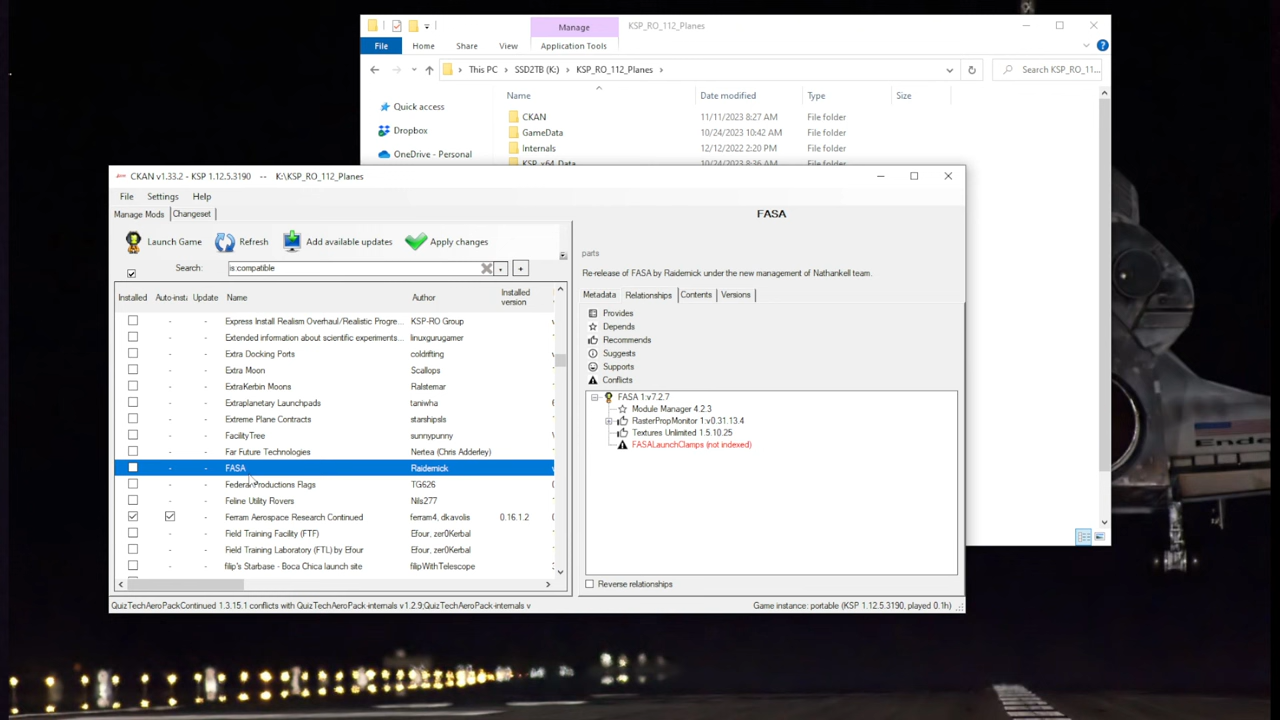 Manage
KSP_RO_112_Planes
File
Home
Share
View
Application Tools
This PC > SSD2TB (K:) > KSP_RO_112_Planes >
Search KSP_RO_11...
Name
Date modified
Type
Size
Quick access
Dropbox
OneDrive - Personal
CKAN 11/11/2023 8:27 AM File folder
GameData 10/24/2023 10:42 AM File folder
Internals 12/12/2022 2:20 PM File folder
KSP_x64_Data 10/24/2023 8:36 AM File folder
CKAN v1.33.2 - KSP 1.12.5.3190 -- K:\KSP_RO_112_Planes
File Settings Help
Manage Mods Changeset
Launch Game
Refresh
Add available updates
Apply changes
Search:
is:compatible
Installed Auto-insta Update Name Author Installed version
Express Install Realism Overhaul/Realistic Progre... KSP-RO Group
Extended information about scientific experiments... linuxgurugamer
Extra Docking Ports coldrifting
Extra Moon Scallops
ExtraKerbin Moons Ralstemar
Extraplanetary Launchpads taniwha
Extreme Plane Contracts starshipsls
FacilityTree sunnypunny
Far Future Technologies Nertea (Chris Adderley)
FASA Raidernick
Federal Productions Flags TG626
Feline Utility Rovers Nils277
Ferram Aerospace Research Continued ferram4, dkavolis 0.16.1.2
Field Training Facility (FTF) Efour, zer0Kerbal
Field Training Laboratory (FTL) by Efour Efour, zer0Kerbal
filip's Starbase - Boca Chica launch site filipWithTelescope
QuizTechAeroPackContinued 1.3.15.1 conflicts with QuizTechAeroPack-internals v1.2.9;QuizTechAeroPack-internals v
FASA
parts
Re-release of FASA by Raidernick under the new management of Nathankell team.
Metadata Relationships Contents Versions
Provides
Depends
Recommends
Suggests
Supports
Conflicts
FASA 1:v7.2.7
Module Manager 4.2.3
RasterPropMonitor 1:v0.31.13.4
Textures Unlimited 1.5.10.25
FASALaunchClamps (not indexed)
Reverse relationships
Game instance: portable (KSP 1.12.5.3190, played 0.1h)